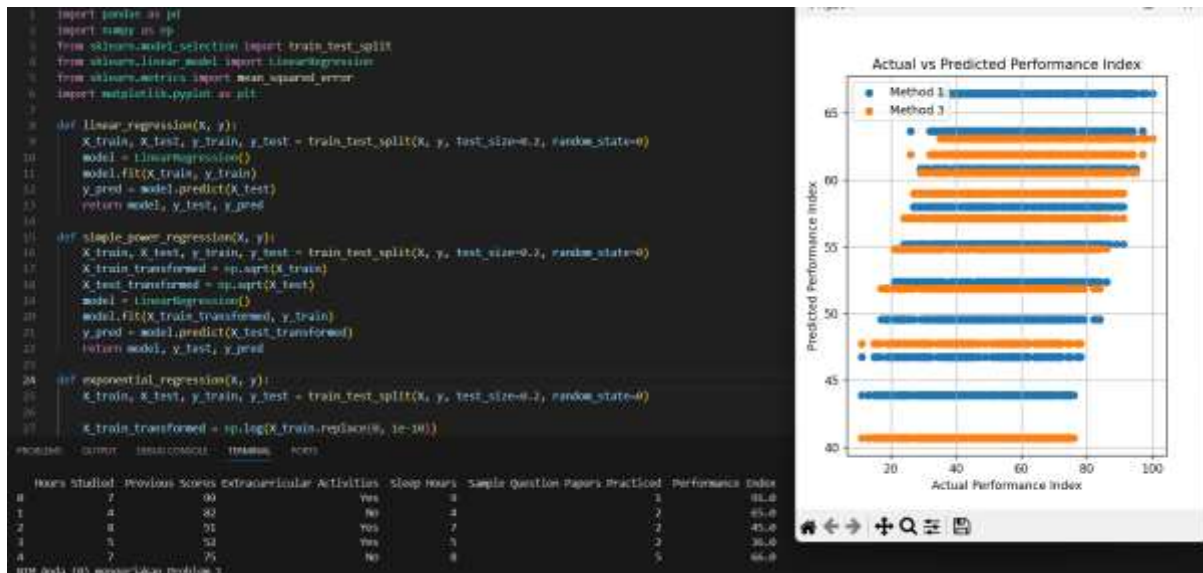 import pandas as pd
import numpy as np
from sklearn.model_selection import train_test_split
from sklearn.linear_model import LinearRegression
from sklearn.metrics import mean_squared_error
import matplotlib.pyplot as plt
def linear_regression(X, y):
X_train, X_test, y_train, y_test = train_test_split(X, y, test_size=0.2, random_state=0)
model = LinearRegression()
model.fit(X_train, y_train)
y_pred = model.predict(X_test)
return model, y_test, y_pred
def simple_power_regression(X, y):
X_train, X_test, y_train, y_test = train_test_split(X, y, test_size=0.2, random_state=0)
X_train_transformed = np.sqrt(X_train)
X_test_transformed = np.sqrt(X_test)
model = LinearRegression()
model.fit(X_train_transformed, y_train)
y_pred = model.predict(X_test_transformed)
return model, y_test, y_pred
24 def exponential_regression(X, y):
X_train, X_test, y_train, y_test = train_test_split(X, y, test_size=0.2, random_state=0)
X_train_transformed = np.log(X_train.replace(0, 1e-10))
PROBLEMS OUTPUT DEBUG CONSOLE TERMINAL PORTS
Hours Studied Previous Scores Extracurricular Activities Sleep Hours Sample Question Papers Practiced Performance Index
0 7 99 Yes 9 1 91.0
1 4 82 No 4 2 65.0
2 8 51 Yes 7 2 45.0
3 5 52 Yes 5 2 36.0
4 7 75 No 8 5 66.0
Actual vs Predicted Performance Index
Method 1
Method 3
65
60
55
50
45
40
Predicted Performance Index
20 40 60 80 100
Actual Performance Index